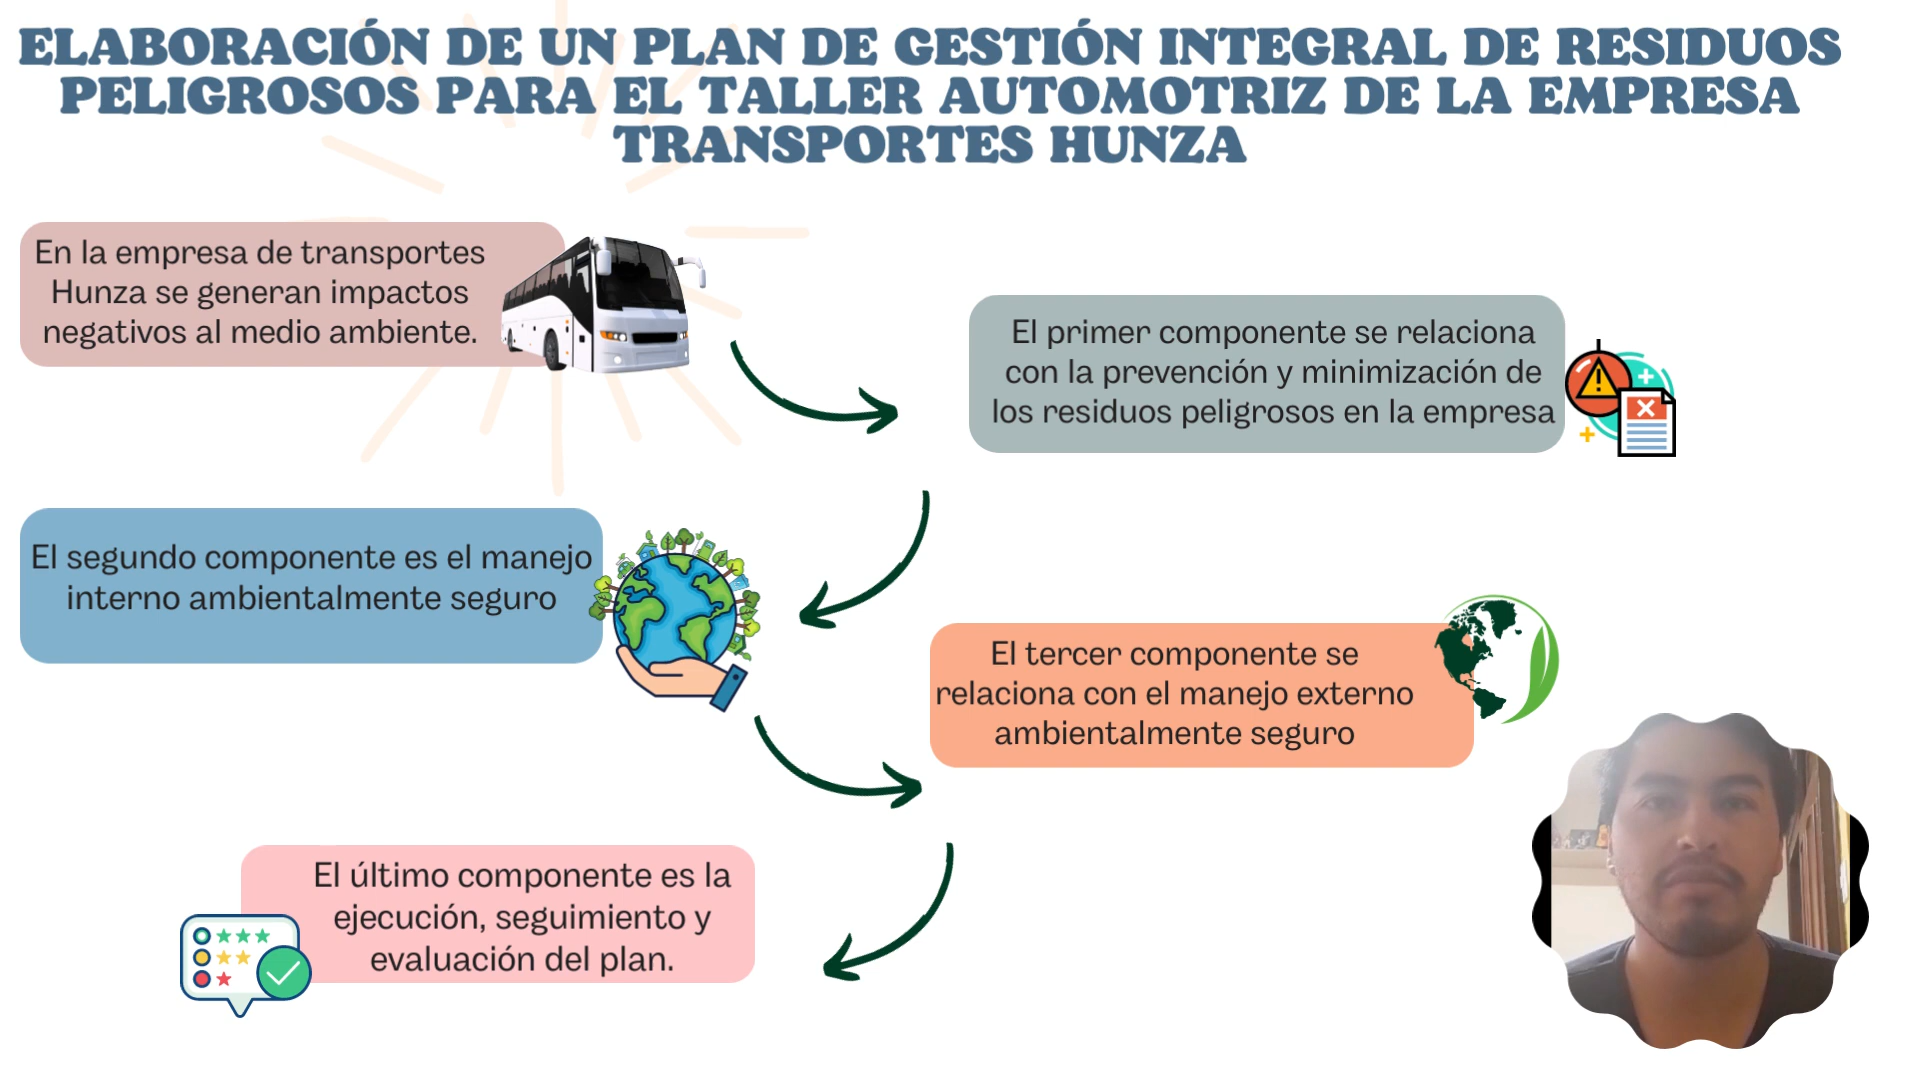 ELABORACIÓN DE UN PLAN DE GESTIÓN INTEGRAL DE RESIDUOS
PELIGROSOS PARA EL TALLER AUTOMOTRIZ DE LA EMPRESA
TRANSPORTES HUNZA
En la empresa de transportes
Hunza se generan impactos
negativos al medio ambiente.
El primer componente se relaciona
con la prevención y minimización de
los residuos peligrosos en la empresa
El segundo componente es el manejo
interno ambientalmente seguro
El tercer componente se
relaciona con el manejo externo
ambientalmente seguro
El último componente es la
ejecución, seguimiento y
evaluación del plan.